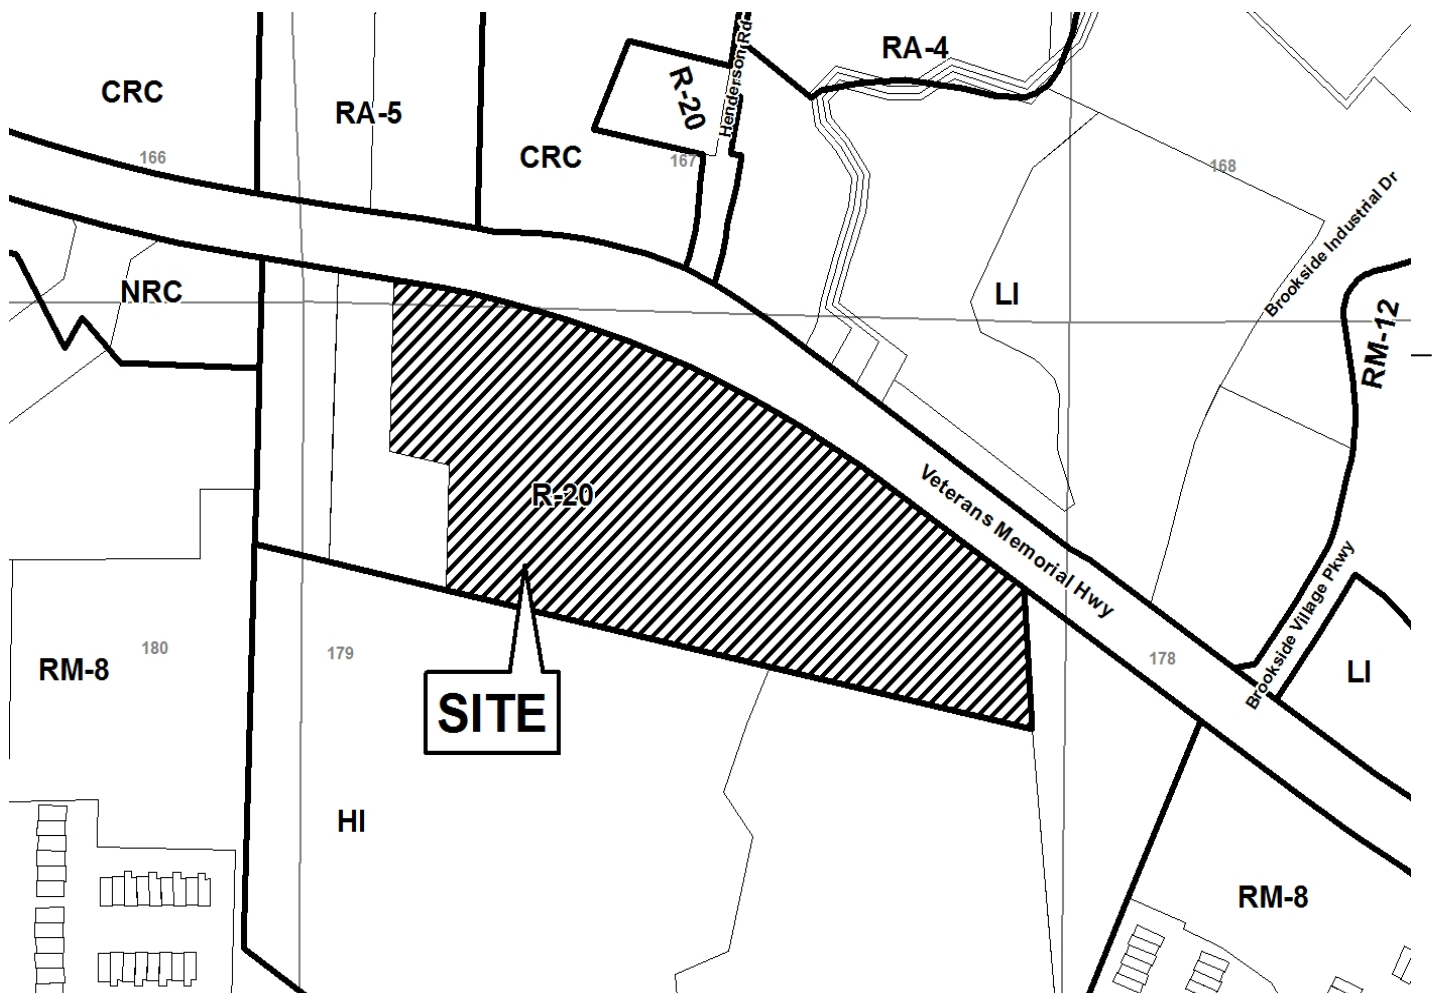 RA-4
CRC
R-20
Henderson Rd
RA-5
CRC
166
167
168
Brookside Industrial Dr
NRC
LI
RM-12
R-20
Veterans Memorial Hwy
Brookside Village Pkwy
180
179
178
RM-8
LI
SITE
HI
RM-8